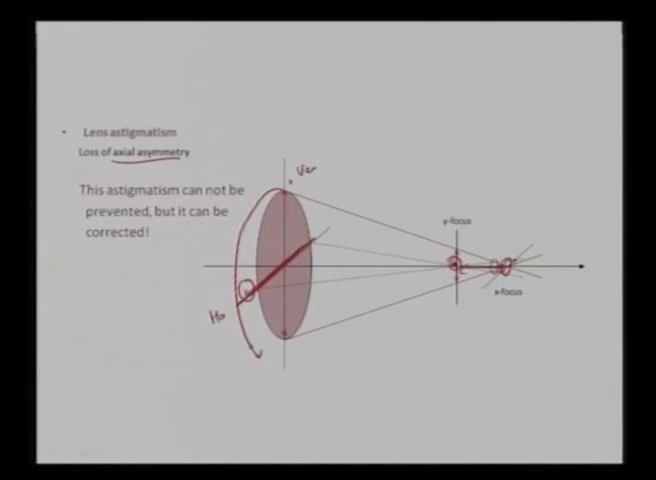 • Lens astigmatism
Loss of axial asymmetry
This astigmatism can not be
prevented, but it can be
corrected!
Ver
y-focus
x-focus
Ho